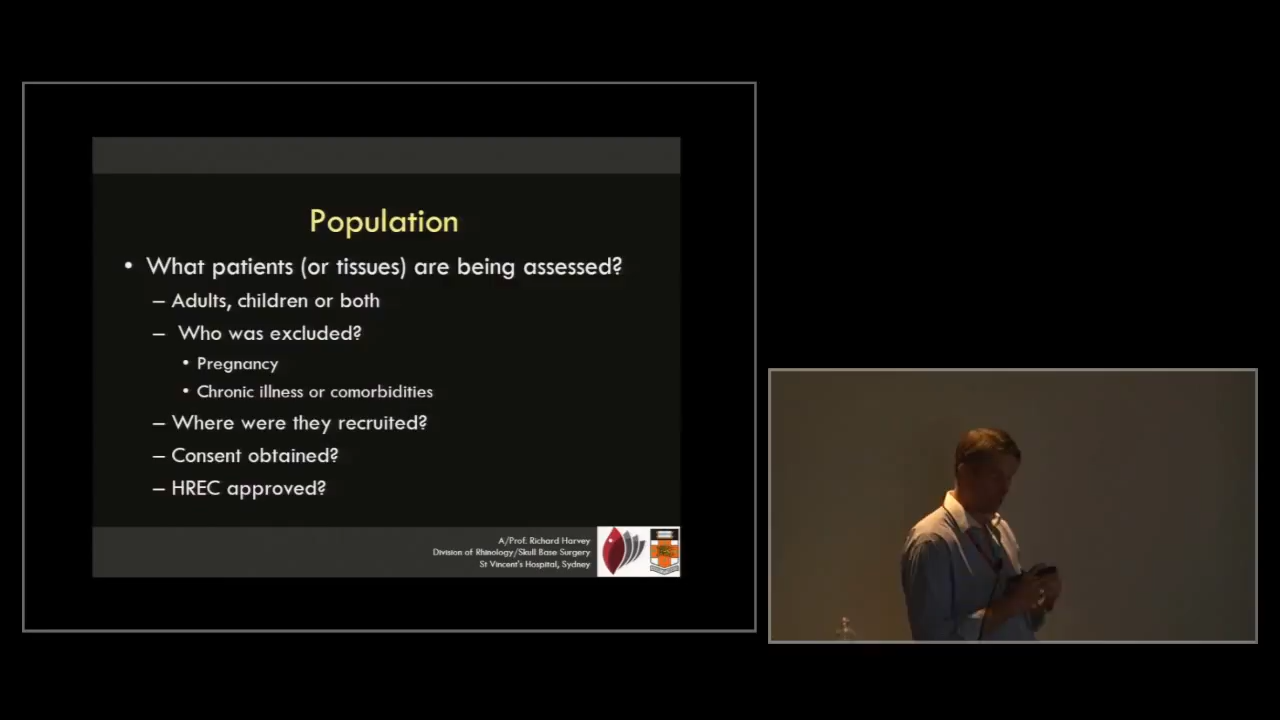 Population
• What patients (or tissues) are being assessed?
– Adults, children or both
– Who was excluded?
• Pregnancy
• Chronic illness or comorbidities
– Where were they recruited?
– Consent obtained?
– HREC approved?
A/Prof. Richard Harvey
Division of Rhinology/Skull Base Surgery
St Vincent's Hospital, Sydney